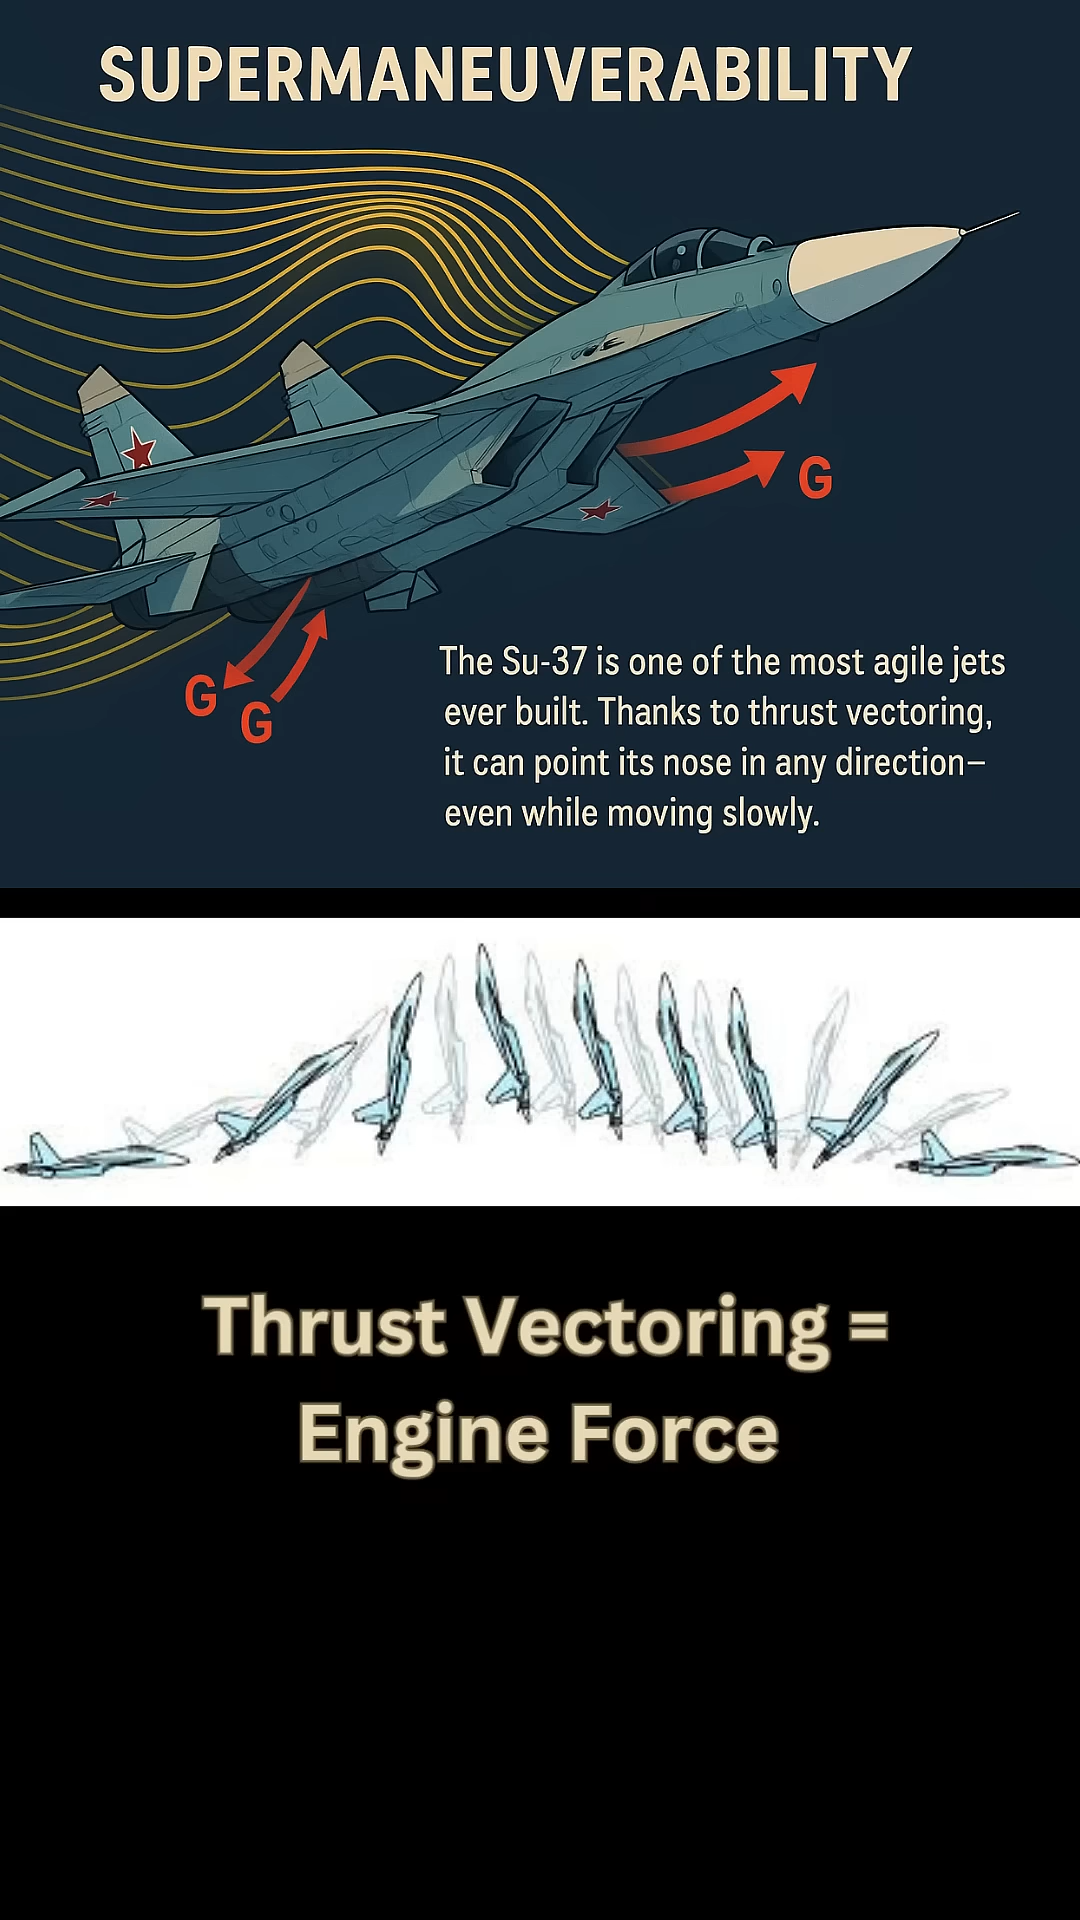 SUPERMANEUVERABILITY
G
G
G
The Su-37 is one of the most agile jets
ever built. Thanks to thrust vectoring,
it can point its nose in any direction–
even while moving slowly.
Thrust Vectoring =
Engine Force